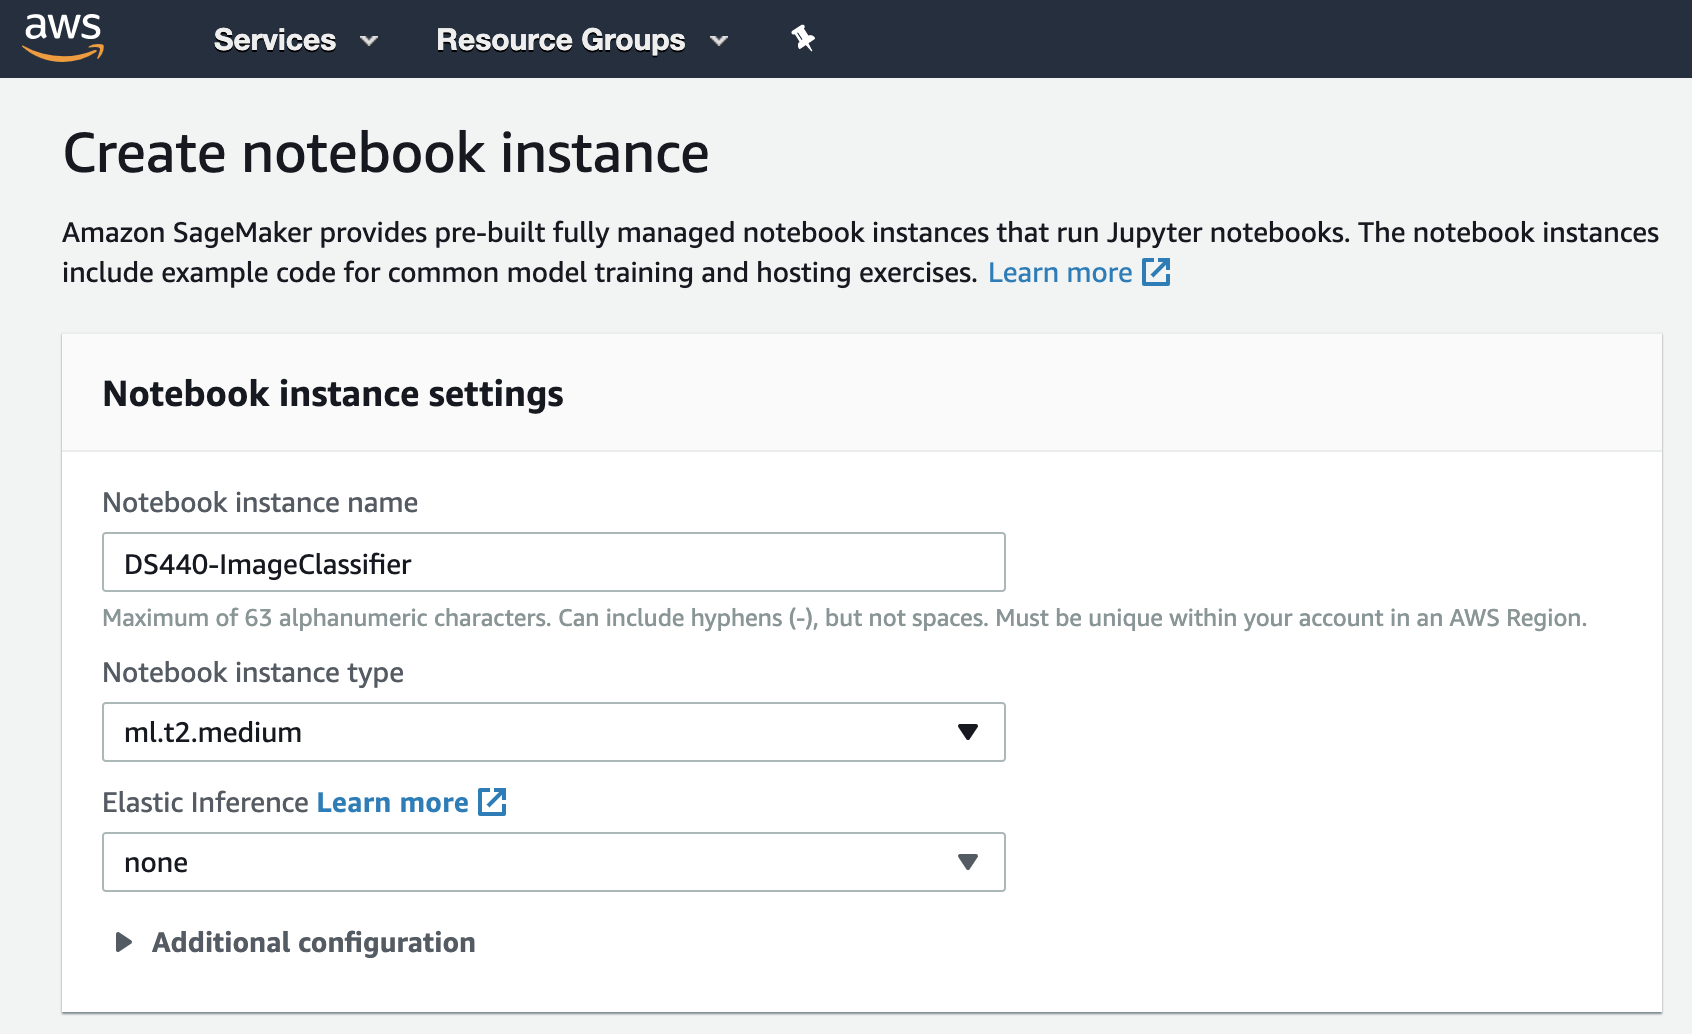 aws Services Resource Groups
Create notebook instance
Amazon SageMaker provides pre-built fully managed notebook instances that run Jupyter notebooks. The notebook instances
include example code for common model training and hosting exercises. Learn more
Notebook instance settings
Notebook instance name
DS440-ImageClassifier
Maximum of 63 alphanumeric characters. Can include hyphens (-), but not spaces. Must be unique within your account in an AWS Region.
Notebook instance type
ml.t2.medium
Elastic Inference Learn more
none
Additional configuration